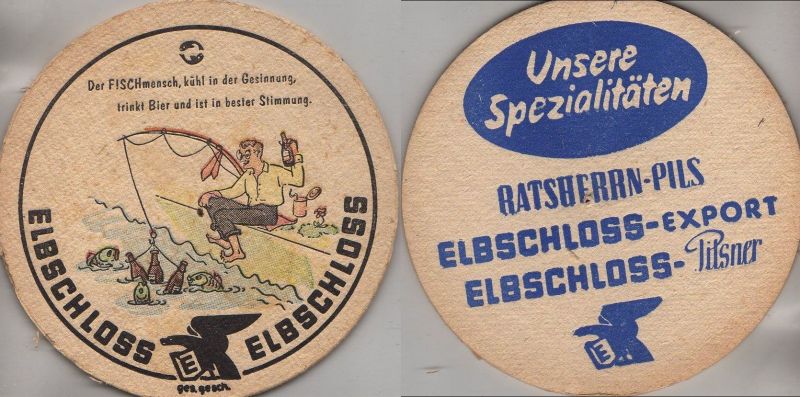 Der FISCHmensch, kühl in der Gesinnung,
trinkt Bier und ist in bester Stimmung.
ELBSCHLOSS
ELBSCHLOSS
E
ges. gesch.
Unsere
Spezialitäten
RATSHERRN-PILS
ELBSCHLOSS-EXPORT
ELBSCHLOSS-Pilsner
E